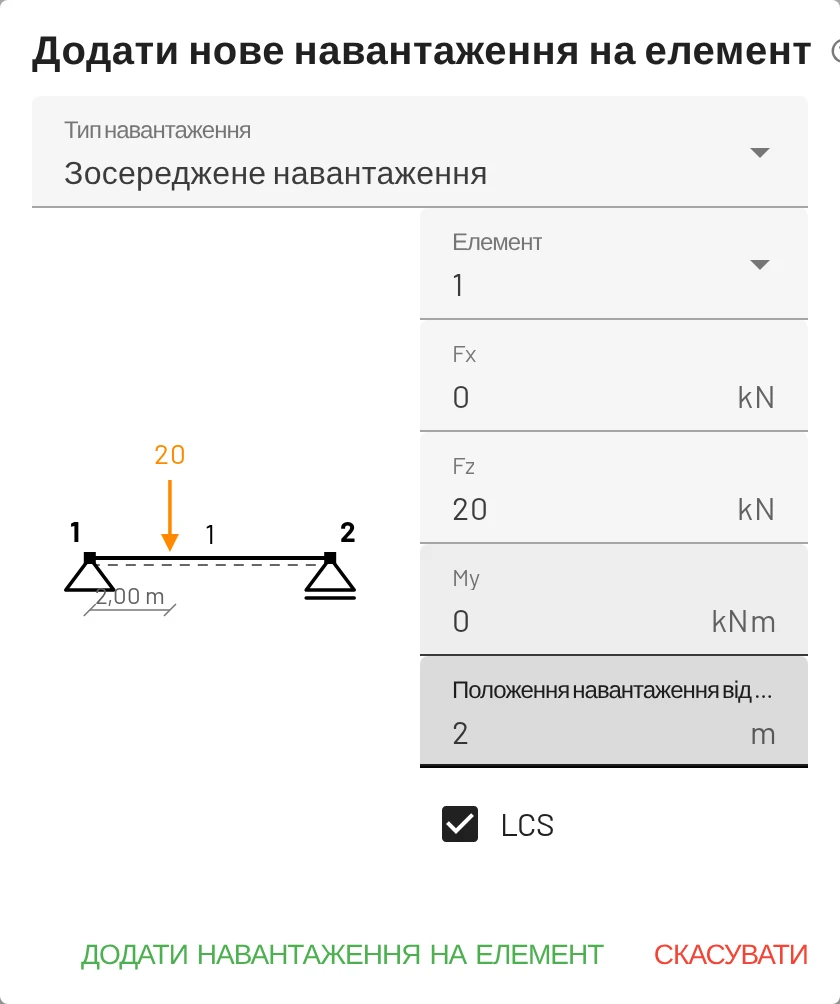 Додати нове навантаження на елемент
Тип навантаження
Зосереджене навантаження
Елемент
1
Fx
0 kN
Fz
20 kN
My
0 kNm
Положення навантаження від ...
2 m
LCS
20
1 1 2
2,00 m
ДОДАТИ НАВАНТАЖЕННЯ НА ЕЛЕМЕНТ СКАСУВАТИ